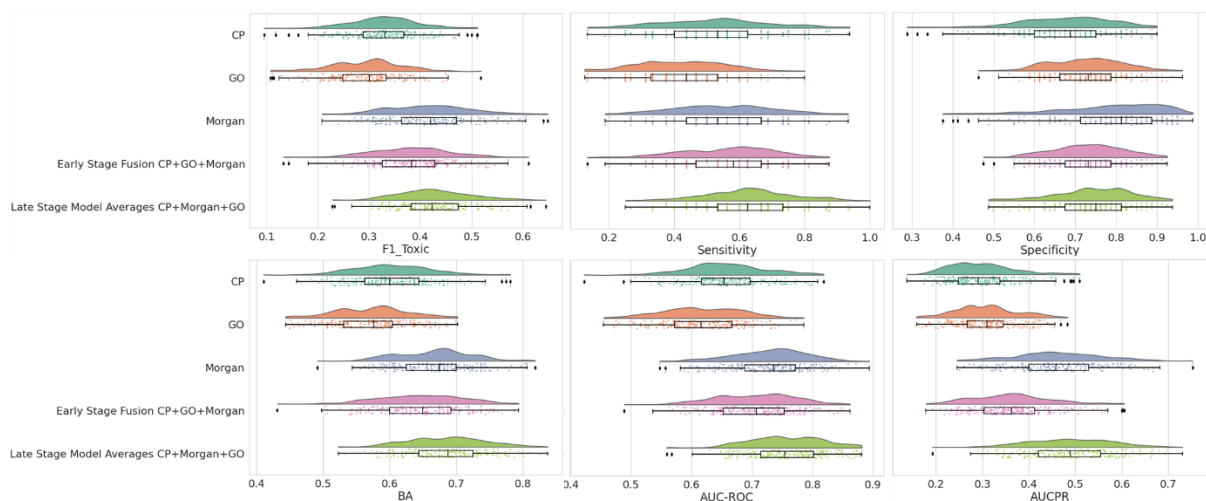 CP
GO
Morgan
Early Stage Fusion CP+GO+Morgan
Late Stage Model Averages CP+Morgan+GO
0.1 0.2 0.3 0.4 0.5 0.6
F1_Toxic
0.2 0.4 0.6 0.8 1.0
Sensitivity
0.3 0.4 0.5 0.6 0.7 0.8 0.9 1.0
Specificity
CP
GO
Morgan
Early Stage Fusion CP+GO+Morgan
Late Stage Model Averages CP+Morgan+GO
0.4 0.5 0.6 0.7 0.8
BA
0.4 0.5 0.6 0.7 0.8 0.9
AUC-ROC
0.2 0.3 0.4 0.5 0.6 0.7
AUCPR